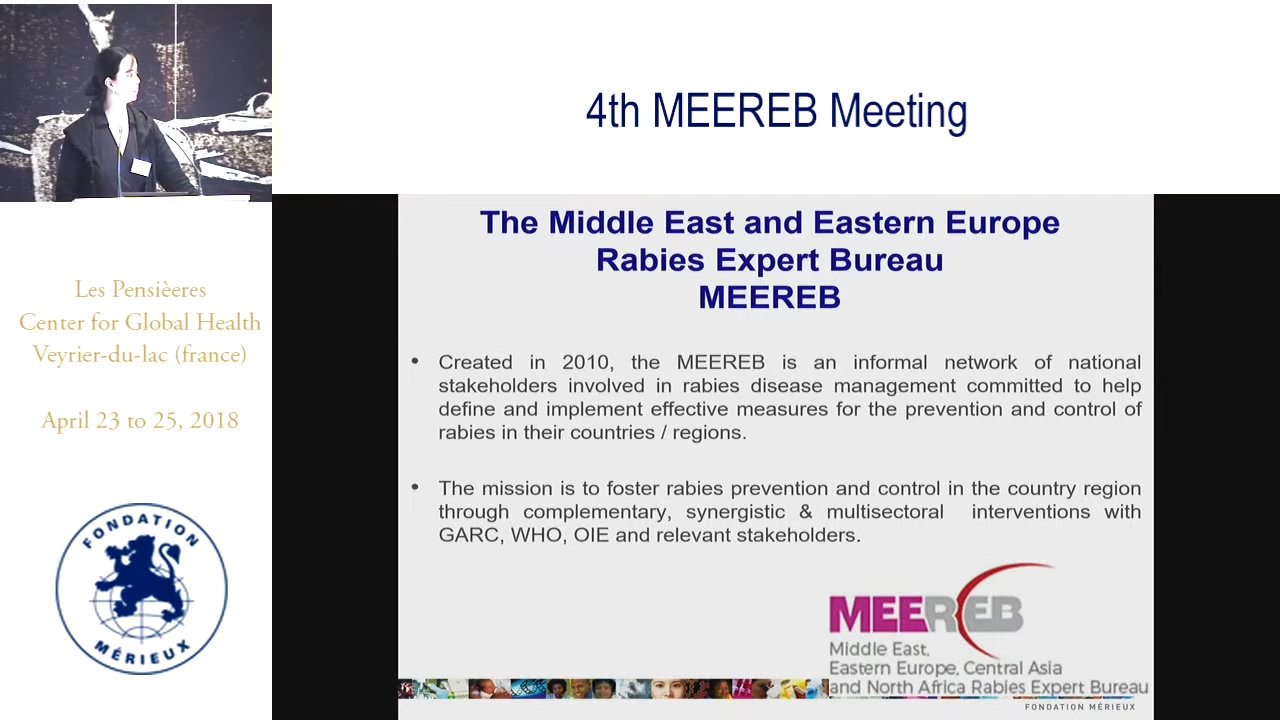 4th MEEREB Meeting
Les Pensièeres
Center for Global Health
Veyrier-du-lac (france)
April 23 to 25, 2018
FONDATION
MÉRIEUX
The Middle East and Eastern Europe
Rabies Expert Bureau
MEEREB
• Created in 2010, the MEEREB is an informal network of national
stakeholders involved in rabies disease management committed to help
define and implement effective measures for the prevention and control of
rabies in their countries / regions.
• The mission is to foster rabies prevention and control in the country region
through complementary, synergistic & multisectoral interventions with
GARC, WHO, OIE and relevant stakeholders.
MEEREB
Middle East,
Eastern Europe, Central Asia
and North Africa Rabies Expert Bureau
FONDATION MÉRIEUX